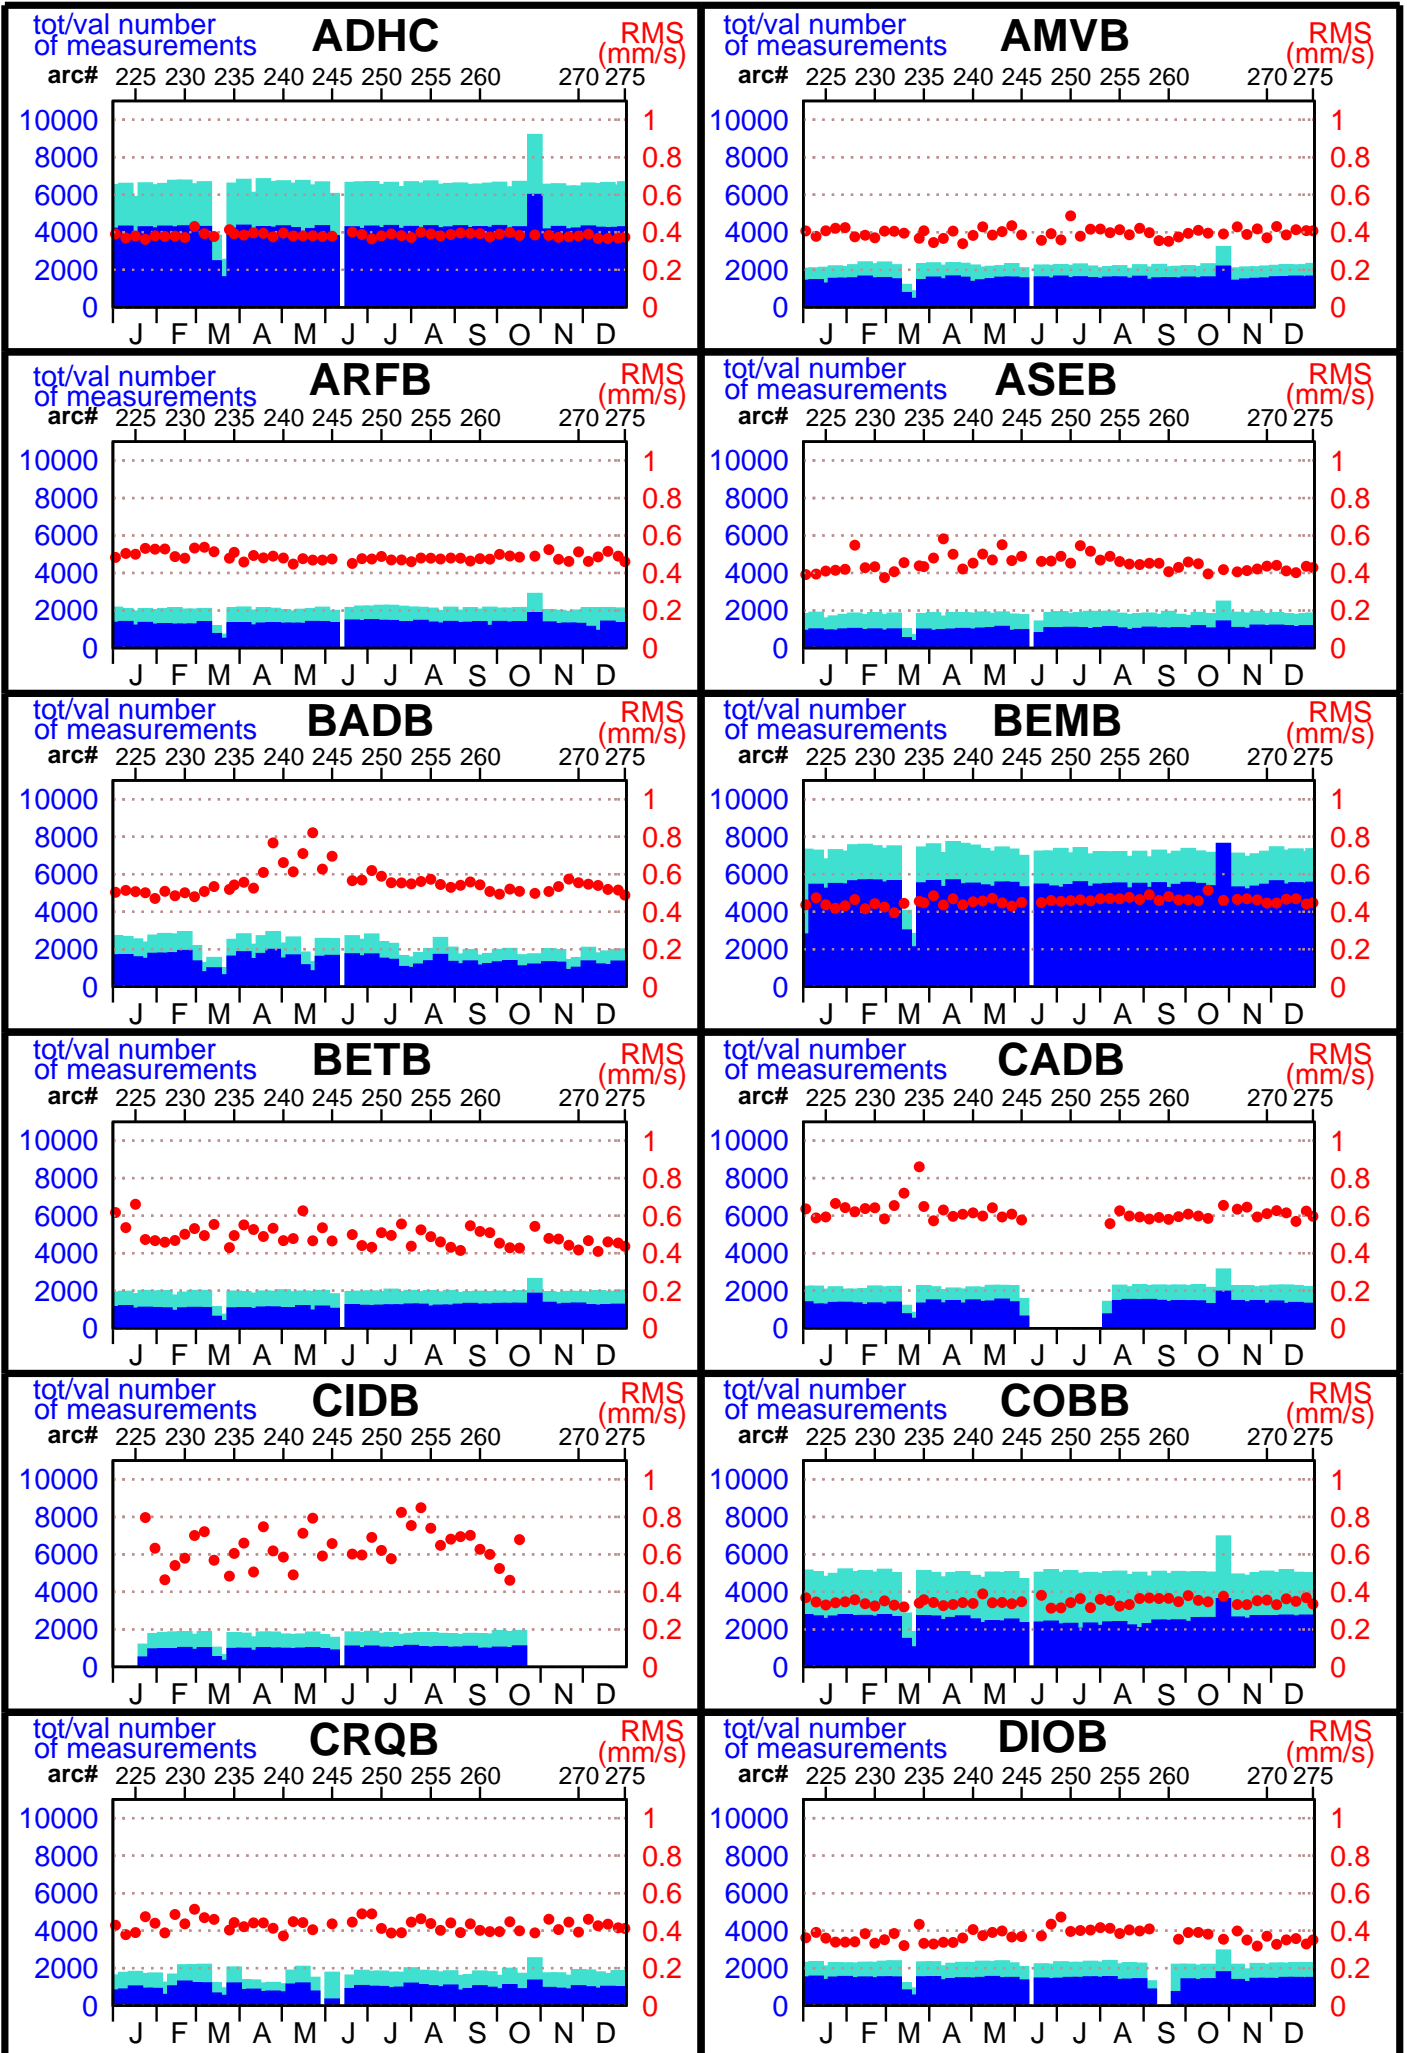 tot/val number ADHC RMS
of measurements (mm/s)
arc# 225 230 235 240 245 250 255 260 270 275
10000 1
8000 0.8
6000 0.6
4000 0.4
2000 0.2
0 0
J F M A M J J A S O N D
tot/val number AMVB RMS
of measurements (mm/s)
arc# 225 230 235 240 245 250 255 260 270 275
10000 1
8000 0.8
6000 0.6
4000 0.4
2000 0.2
0 0
J F M A M J J A S O N D
tot/val number ARFB RMS
of measurements (mm/s)
arc# 225 230 235 240 245 250 255 260 270 275
10000 1
8000 0.8
6000 0.6
4000 0.4
2000 0.2
0 0
J F M A M J J A S O N D
tot/val number ASEB RMS
of measurements (mm/s)
arc# 225 230 235 240 245 250 255 260 270 275
10000 1
8000 0.8
6000 0.6
4000 0.4
2000 0.2
0 0
J F M A M J J A S O N D
tot/val number BADB RMS
of measurements (mm/s)
arc# 225 230 235 240 245 250 255 260 270 275
10000 1
8000 0.8
6000 0.6
4000 0.4
2000 0.2
0 0
J F M A M J J A S O N D
tot/val number BEMB RMS
of measurements (mm/s)
arc# 225 230 235 240 245 250 255 260 270 275
10000 1
8000 0.8
6000 0.6
4000 0.4
2000 0.2
0 0
J F M A M J J A S O N D
tot/val number BETB RMS
of measurements (mm/s)
arc# 225 230 235 240 245 250 255 260 270 275
10000 1
8000 0.8
6000 0.6
4000 0.4
2000 0.2
0 0
J F M A M J J A S O N D
tot/val number CADB RMS
of measurements (mm/s)
arc# 225 230 235 240 245 250 255 260 270 275
10000 1
8000 0.8
6000 0.6
4000 0.4
2000 0.2
0 0
J F M A M J J A S O N D
tot/val number CIDB RMS
of measurements (mm/s)
arc# 225 230 235 240 245 250 255 260 270 275
10000 1
8000 0.8
6000 0.6
4000 0.4
2000 0.2
0 0
J F M A M J J A S O N D
tot/val number COBB RMS
of measurements (mm/s)
arc# 225 230 235 240 245 250 255 260 270 275
10000 1
8000 0.8
6000 0.6
4000 0.4
2000 0.2
0 0
J F M A M J J A S O N D
tot/val number CRQB RMS
of measurements (mm/s)
arc# 225 230 235 240 245 250 255 260 270 275
10000 1
8000 0.8
6000 0.6
4000 0.4
2000 0.2
0 0
J F M A M J J A S O N D
tot/val number DIOB RMS
of measurements (mm/s)
arc# 225 230 235 240 245 250 255 260 270 275
10000 1
8000 0.8
6000 0.6
4000 0.4
2000 0.2
0 0
J F M A M J J A S O N D